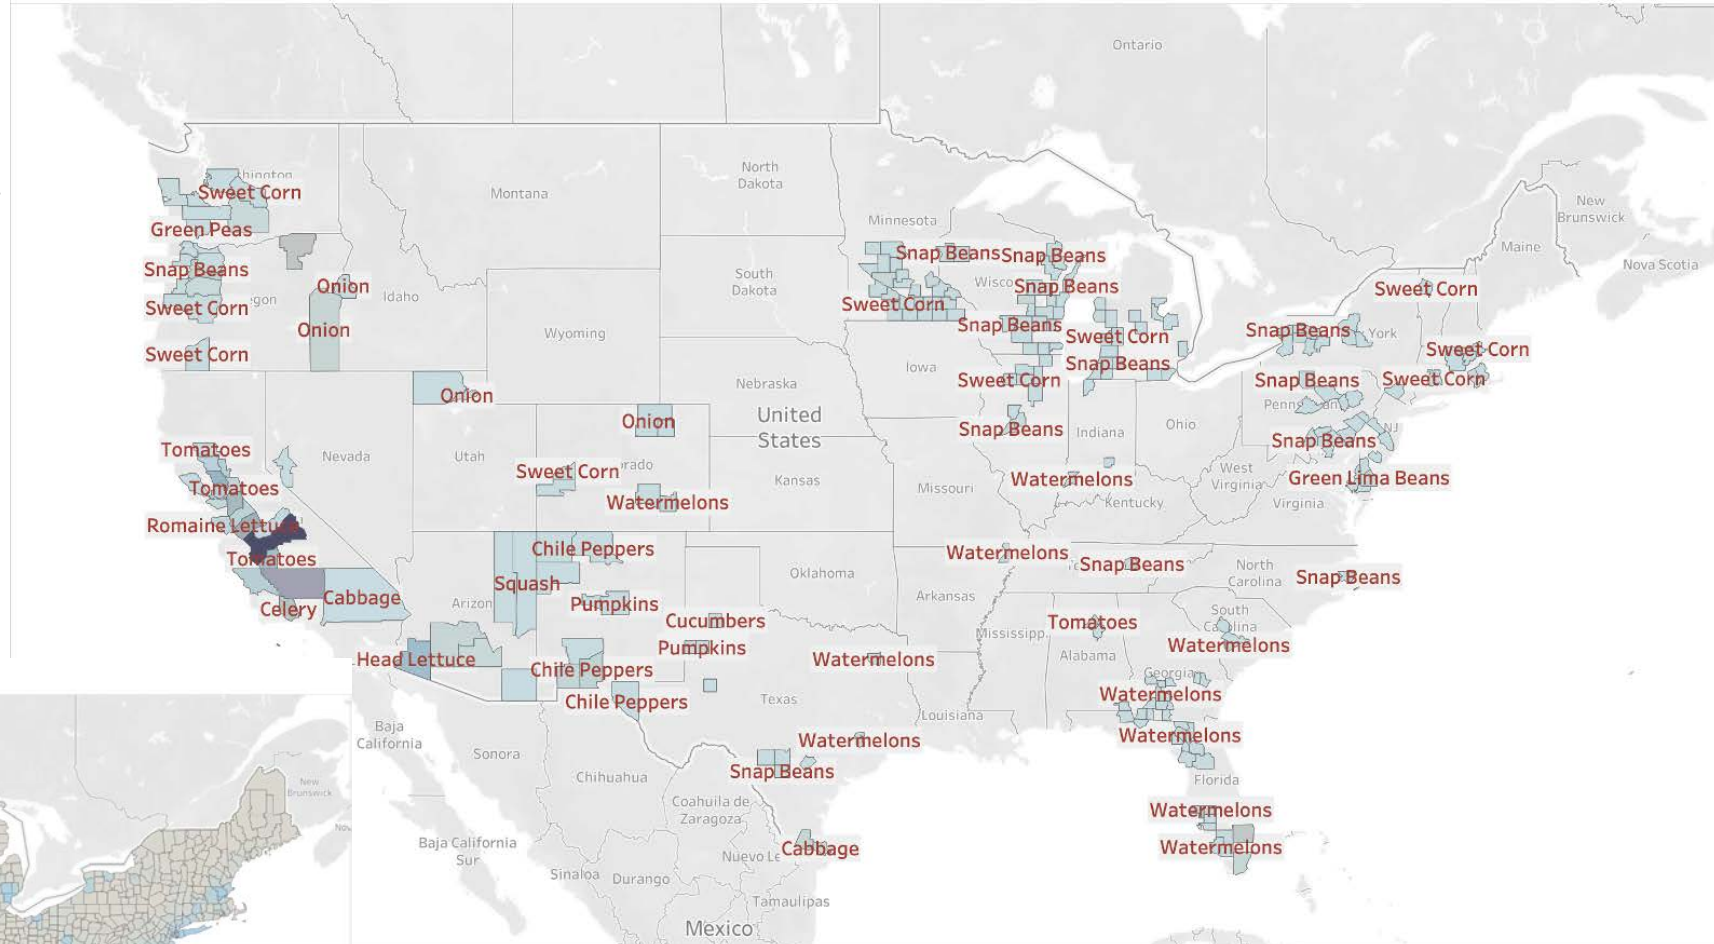 Ontario
North
Dakota
Montana
Minnesota
New
Brunswick
Maine
Nova Scotia
Sweet Corn
Green Peas
Snap Beans
Snap Beans
Snap Beans
Snap Beans
Wisco
Onion
Idaho
South
Dakota
Sweet Corn
Sweet Corn
Sweet Corn
egon
Onion
Wyoming
Snap Beans
Sweet Corn
Snap Beans
York
Sweet Corn
Sweet Corn
Snap Beans
Iowa
Nebraska
Sweet Corn
Snap Beans
Sweet Corn
Onion
Onion
United
States
Snap Beans
Indiana
Ohio
Snap Beans
NJ
Tomatoes
Nevada
Utah
Sweet Corn
orado
Kansas
Missouri
Watermelons
West
Virginia
Green Lima Beans
Tomatoes
Watermelons
Kentucky
Virginia
Romaine Lettuce
Tomatoes
Chile Peppers
Oklahoma
Watermelons
Snap Beans
North
Carolina
Snap Beans
Squash
Celery
Cabbage
Arizon
Pumpkins
Arkansas
Cucumbers
South
Carolina
Mississipp
Tomatoes
Alabama
Watermelons
Head Lettuce
Chile Peppers
Pumpkins
Watermelons
Georgia
Chile Peppers
Texas
Louisiana
Watermelons
Baja
California
Sonora
Watermelons
Watermelons
Chihuahua
Snap Beans
Florida
Coahuila de
Zaragoza
Watermelons
Baja California
Sur
Nuevo Le
Cabbage
Watermelons
Sinaloa
Durango
Tamaulipas
Mexico
New
Brunswick
Nov